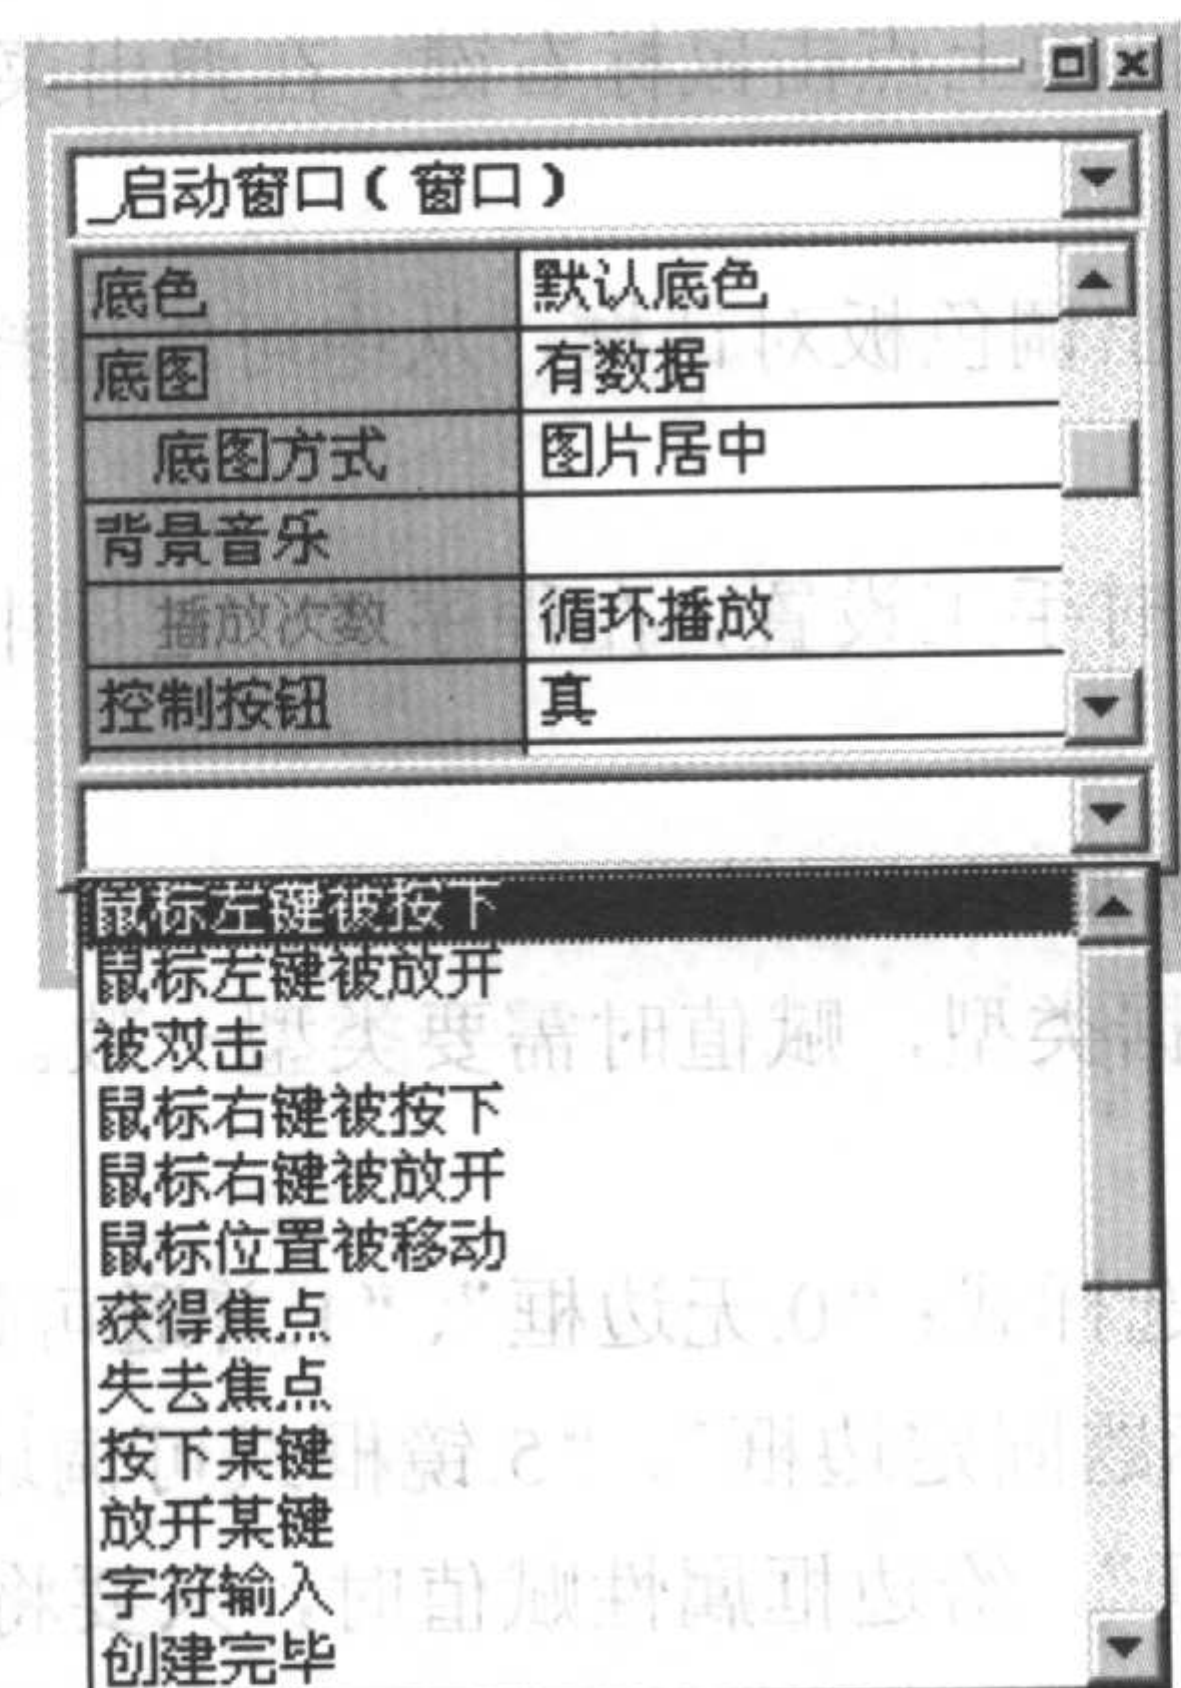 _启动窗口（窗口）
底色 默认底色
底图 有数据
底图方式 图片居中
背景音乐
播放次数 循环播放
控制按钮 真
鼠标左键被按下
鼠标左键被放开
被双击
鼠标右键被按下
鼠标右键被放开
鼠标位置被移动
获得焦点
失去焦点
按下某键
放开某键
字符输入
创建完毕